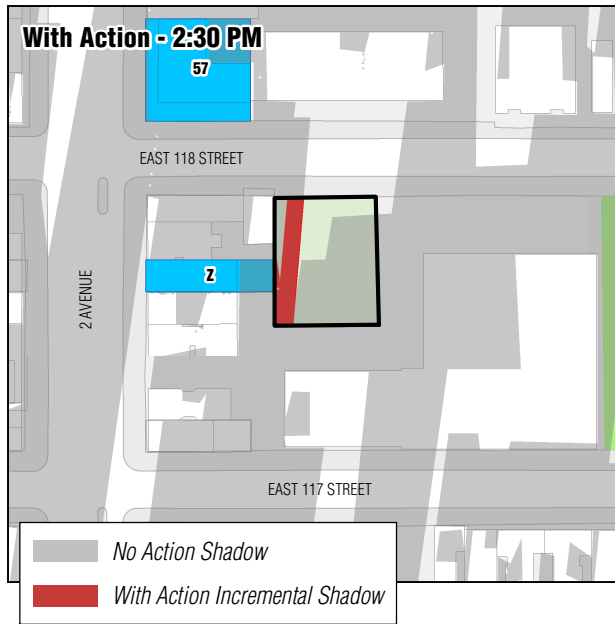 With Action - 2:30 PM
57
EAST 118 STREET
Z
2 AVENUE
EAST 117 STREET
No Action Shadow
With Action Incremental Shadow